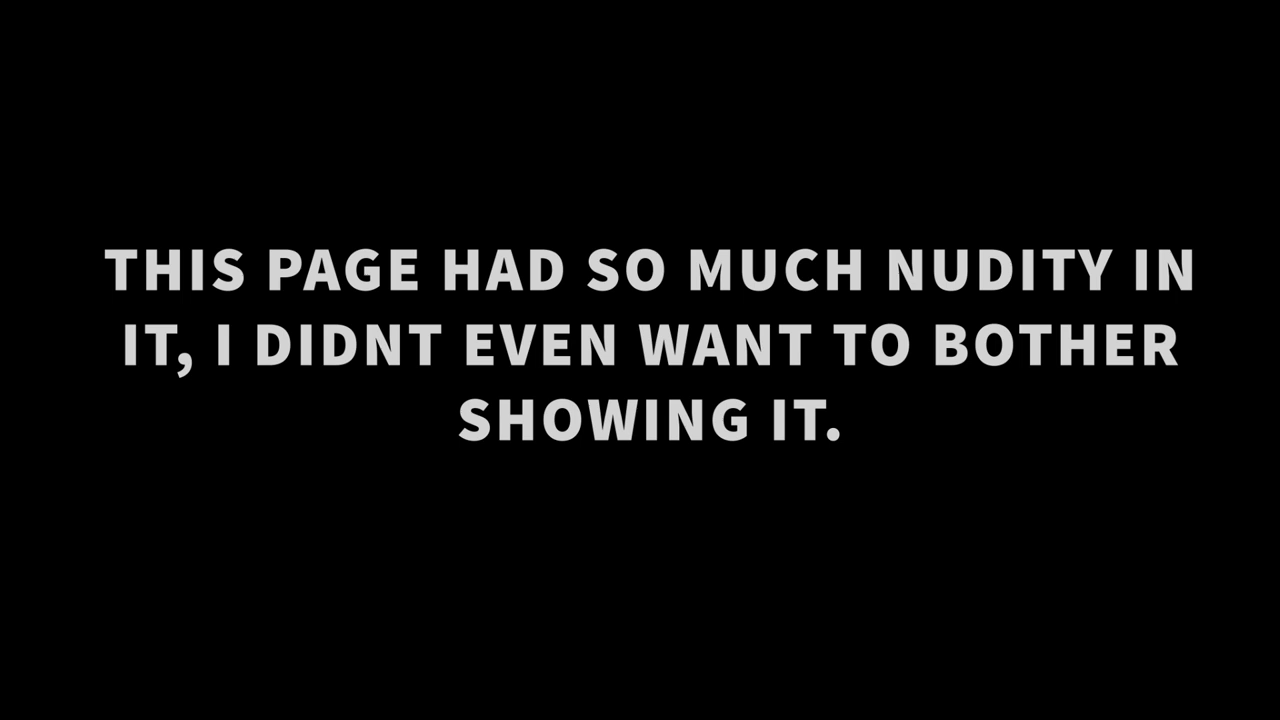 THIS PAGE HAD SO MUCH NUDITY IN
IT, I DIDNT EVEN WANT TO BOTHER
SHOWING IT.